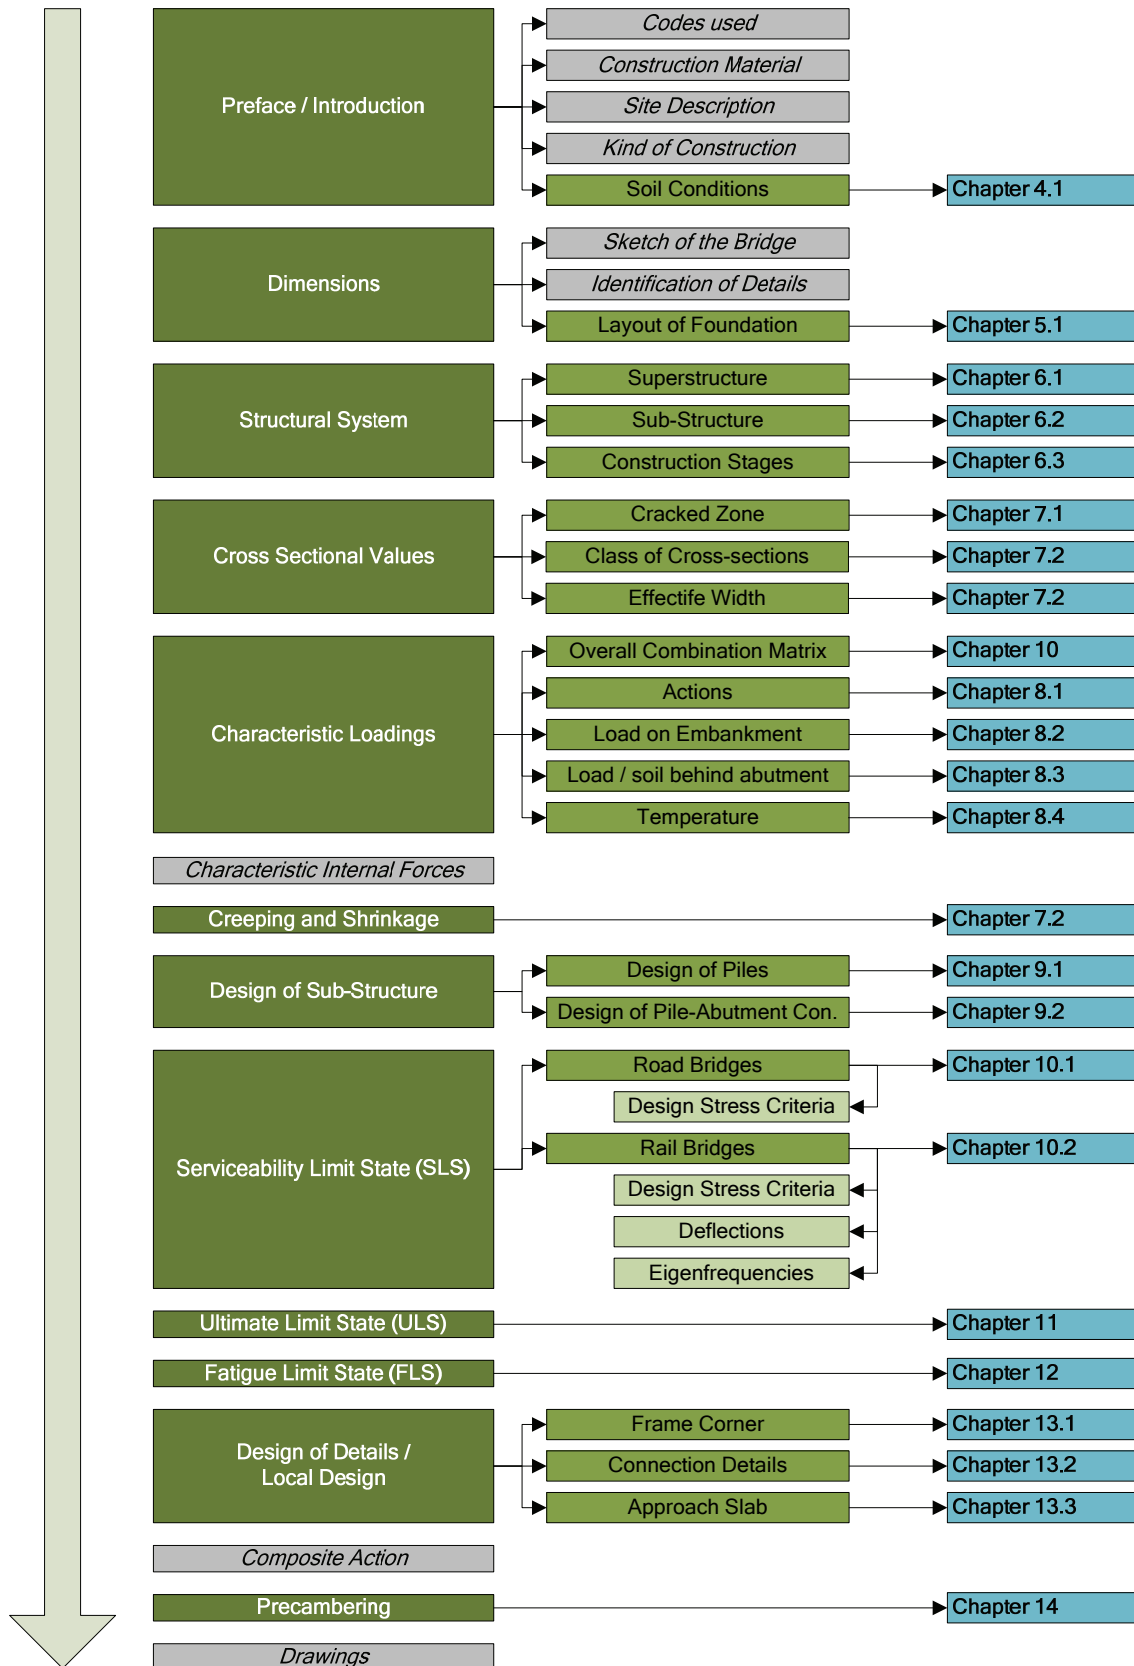 Codes used
Construction Material
Preface / Introduction
Site Description
Kind of Construction
Soil Conditions
Chapter 4.1
Sketch of the Bridge
Dimensions
Identification of Details
Layout of Foundation
Chapter 5.1
Superstructure
Chapter 6.1
Structural System
Sub-Structure
Chapter 6.2
Construction Stages
Chapter 6.3
Cracked Zone
Chapter 7.1
Cross Sectional Values
Class of Cross-sections
Chapter 7.2
Effectife Width
Chapter 7.2
Overall Combination Matrix
Chapter 10
Actions
Chapter 8.1
Characteristic Loadings
Load on Embankment
Chapter 8.2
Load / soil behind abutment
Chapter 8.3
Temperature
Chapter 8.4
Characteristic Internal Forces
Creeping and Shrinkage
Chapter 7.2
Design of Sub-Structure
Design of Piles
Chapter 9.1
Design of Pile-Abutment Con.
Chapter 9.2
Road Bridges
Chapter 10.1
Design Stress Criteria
Serviceability Limit State (SLS)
Rail Bridges
Chapter 10.2
Design Stress Criteria
Deflections
Eigenfrequencies
Ultimate Limit State (ULS)
Chapter 11
Fatigue Limit State (FLS)
Chapter 12
Frame Corner
Chapter 13.1
Design of Details /
Local Design
Connection Details
Chapter 13.2
Approach Slab
Chapter 13.3
Composite Action
Precambering
Chapter 14
Drawings